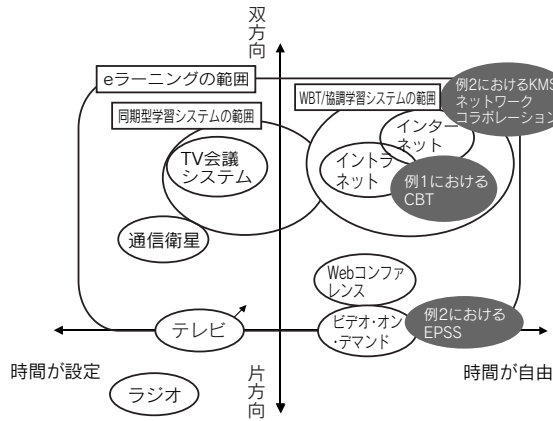 双方向
eラーニングの範囲
WBT/協調学習システムの範囲
例2におけるKMS
ネットワーク
コラボレーション
同期型学習システムの範囲
インター
ネット
TV会議
システム
イントラ
ネット
例1における
CBT
通信衛星
Webコンファ
レンス
テレビ
ビデオ・オン
・デマンド
例2における
EPSS
時間が設定
時間が自由
ラジオ
片方向